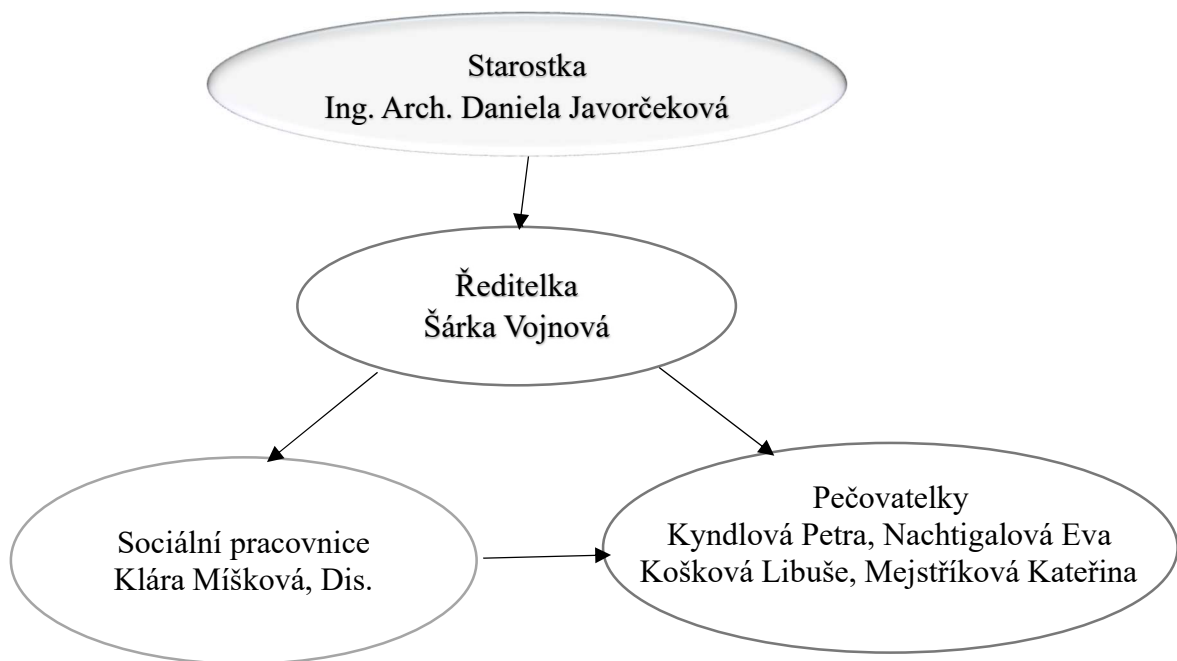 Starostka
Ing. Arch. Daniela Javorčeková
Ředitelka
Šárka Vojnová
Sociální pracovnice
Klára Míšková, Dis.
Pečovatelky
Kyndlová Petra, Nachtigalová Eva
Košková Libuše, Mejstříková Kateřina